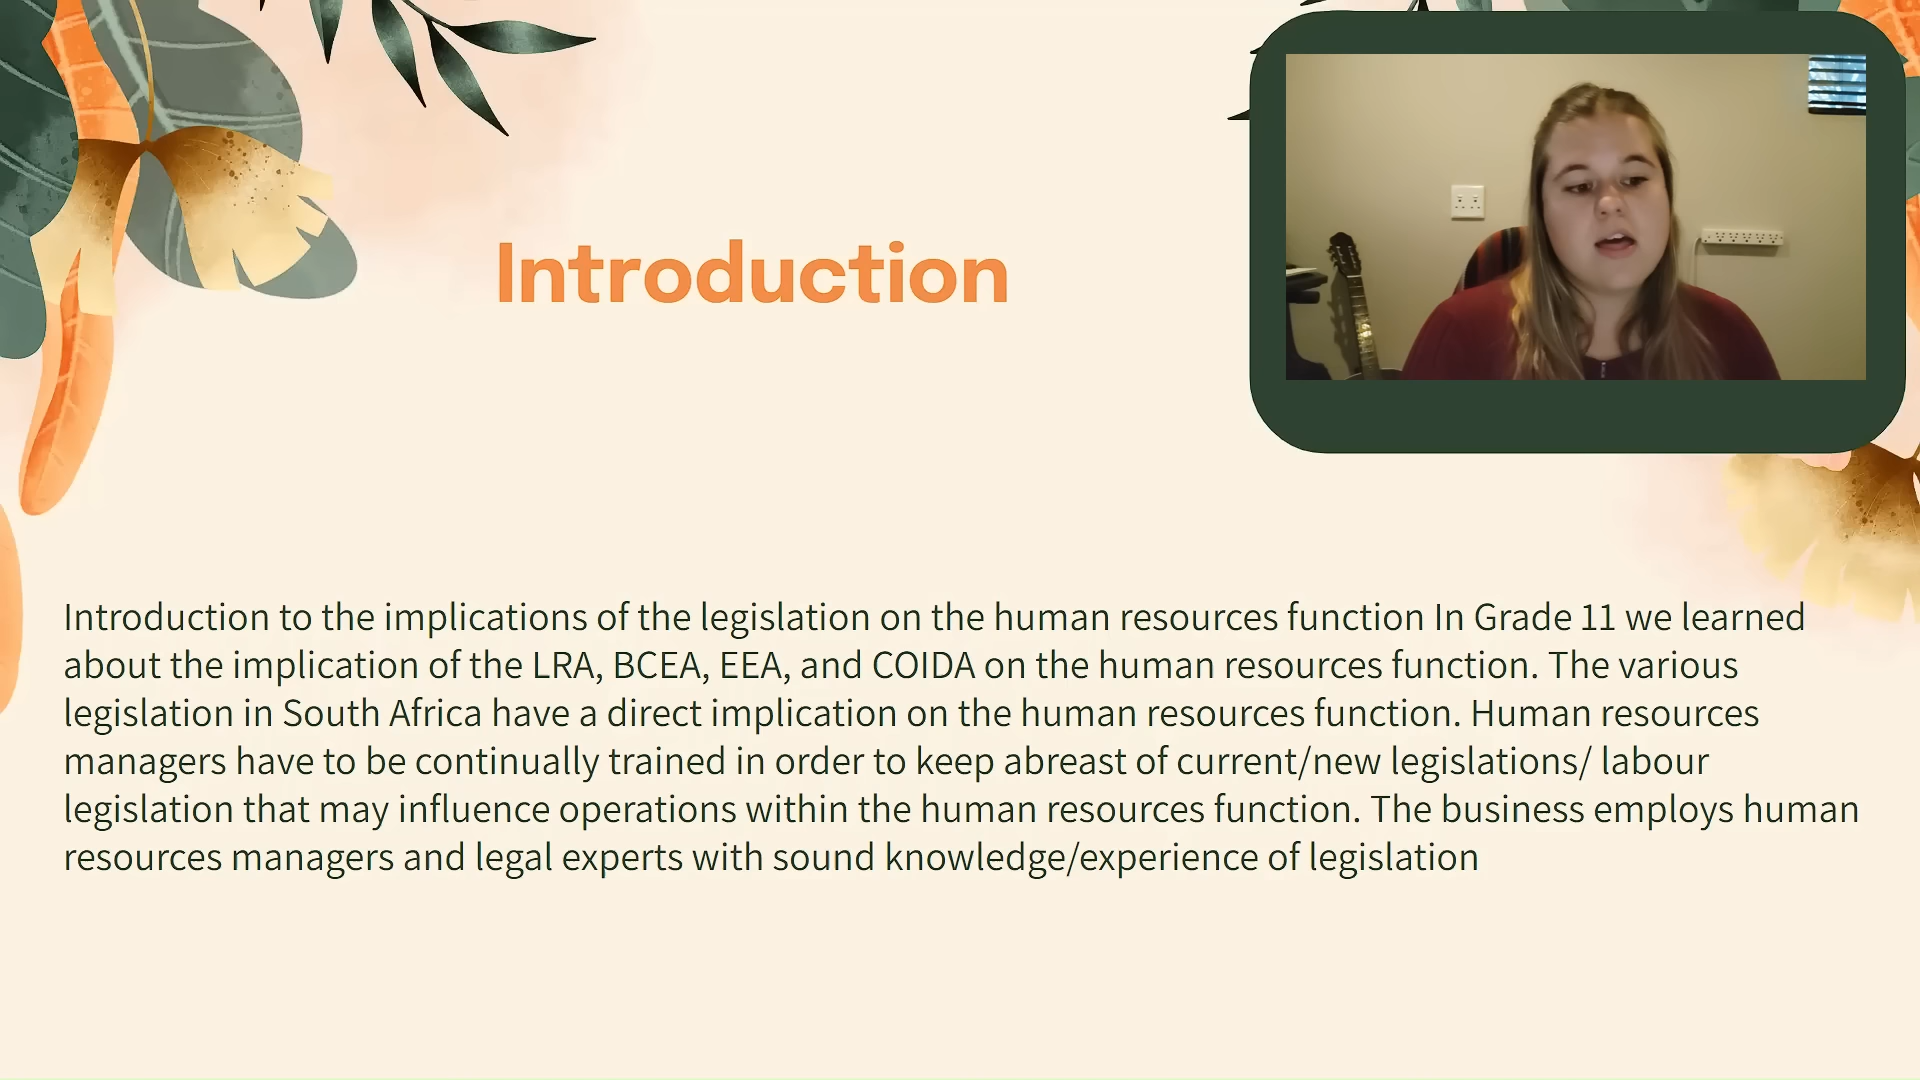 Introduction
Introduction to the implications of the legislation on the human resources function In Grade 11 we learned
about the implication of the LRA, BCEA, EEA, and COIDA on the human resources function. The various
legislation in South Africa have a direct implication on the human resources function. Human resources
managers have to be continually trained in order to keep abreast of current/new legislations/ labour
legislation that may influence operations within the human resources function. The business employs human
resources managers and legal experts with sound knowledge/experience of legislation